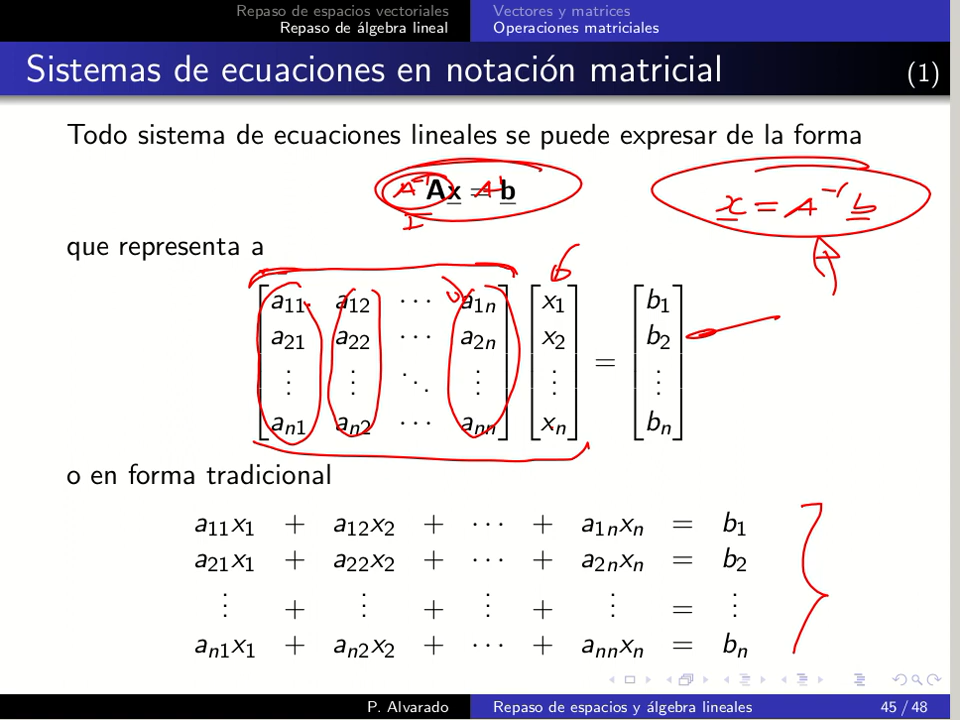 Repaso de espacios vectoriales Vectores y matrices
Repaso de álgebra lineal Operaciones matriciales
Sistemas de ecuaciones en notación matricial (1)
Todo sistema de ecuaciones lineales se puede expresar de la forma
A⁻¹ Ax = A⁻¹ b
I
x = A⁻¹ b
que representa a
a11 a12 ⋯ a1n x1 b1
a21 a22 ⋯ a2n x2 b2
⋮ ⋮ ⋱ ⋮ ⋮ = ⋮
an1 an2 ⋯ ann xn bn
o en forma tradicional
a11x1 + a12x2 + ⋯ + a1nxn = b1
a21x1 + a22x2 + ⋯ + a2nxn = b2
⋮ + ⋮ + ⋮ + ⋮ = ⋮
an1x1 + an2x2 + ⋯ + annxn = bn
P. Alvarado Repaso de espacios y álgebra lineales 45 / 48